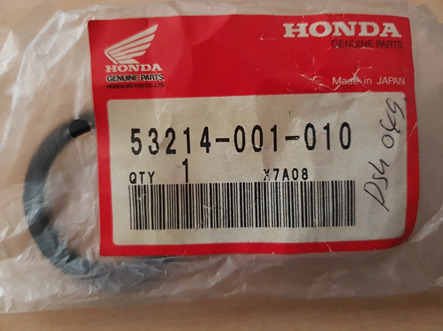 HONDA
GENUINE PARTS
HONDA MOTOR CO.,LTD.
HONDA
GENUINE PARTS
Made in JAPAN
53214-001-010
QTY 1 X7A08